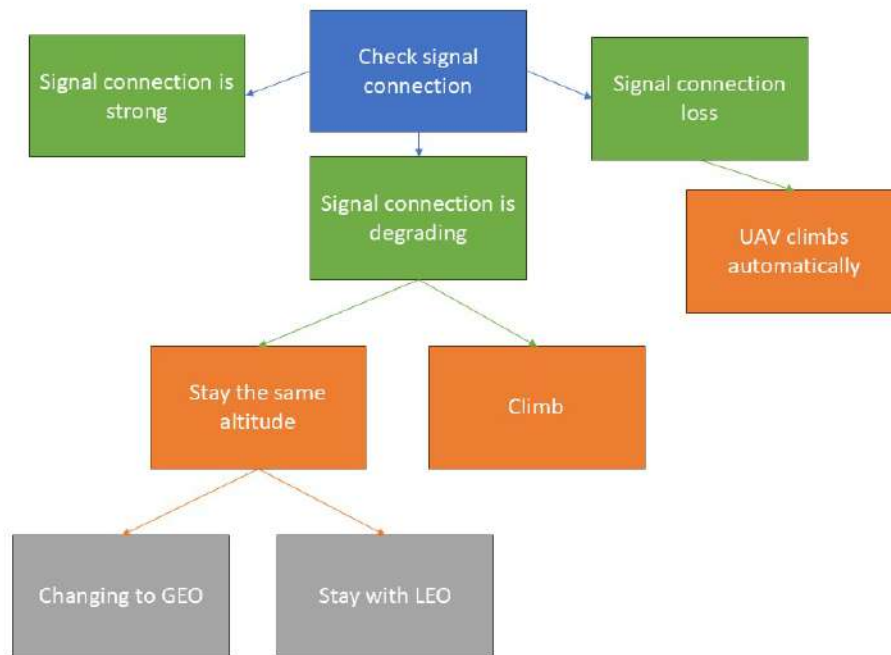 Check signal
connection
Signal connection is
strong
Signal connection
loss
Signal connection is
degrading
UAV climbs
automatically
Stay the same
altitude
Climb
Changing to GEO
Stay with LEO